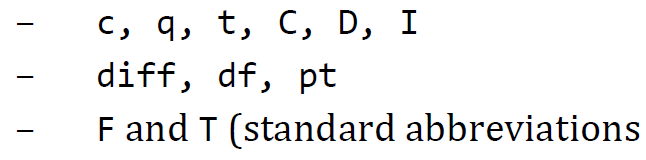 – c, q, t, C, D, I
– diff, df, pt
– F and T (standard abbreviations